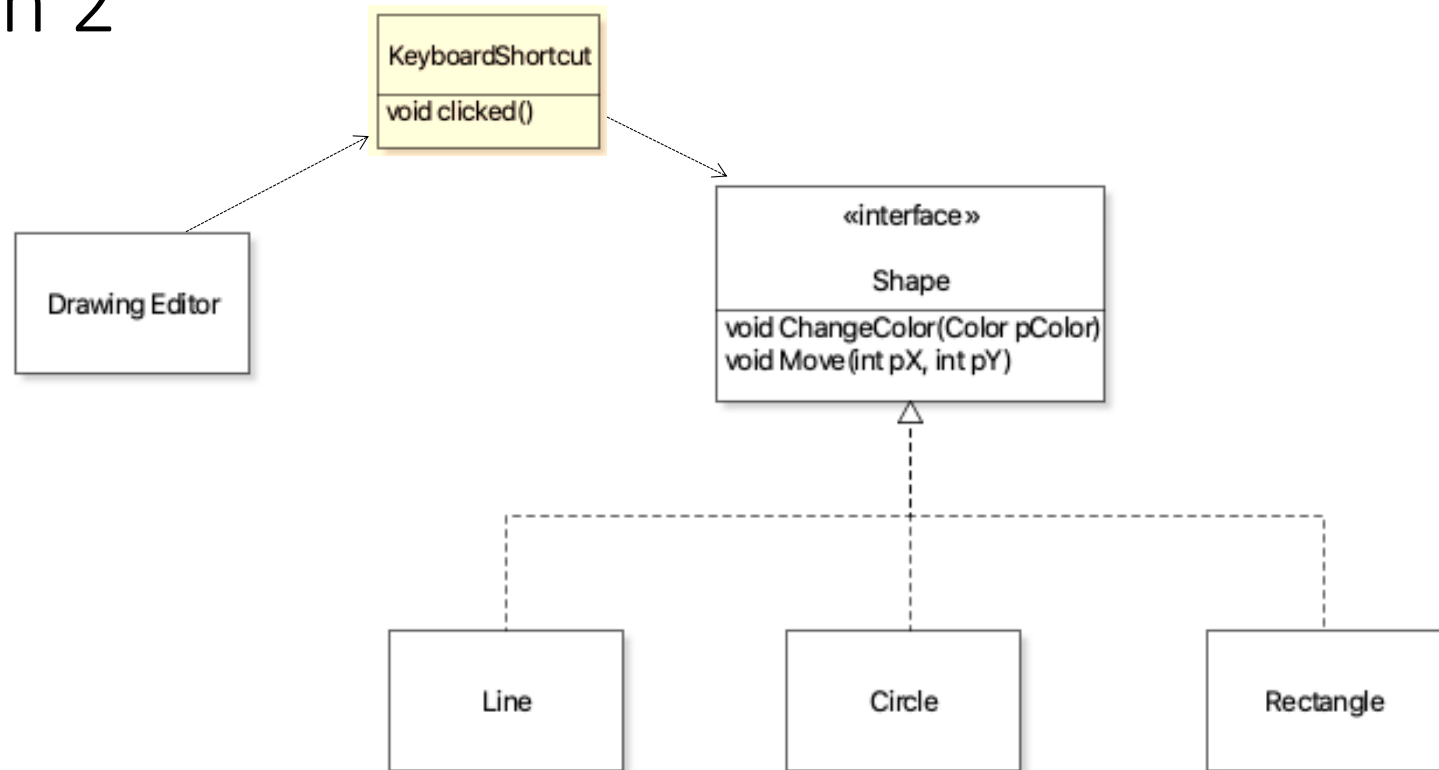 n 2
KeyboardShortcut
void clicked()
Drawing Editor
«interface»
Shape
void ChangeColor(Color pColor)
void Move(int pX, int pY)
Line
Circle
Rectangle